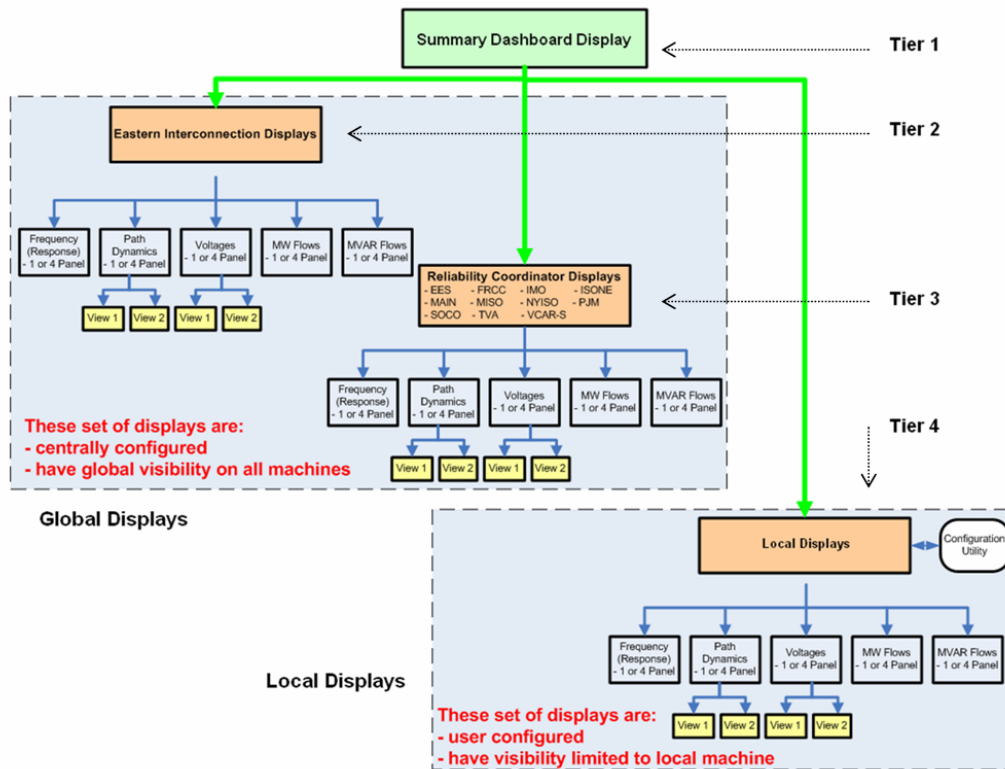 Summary Dashboard Display
Tier 1
Eastern Interconnection Displays
Tier 2
Frequency
(Response)
- 1 or 4 Panel
Path
Dynamics
- 1 or 4 Panel
Voltages
- 1 or 4 Panel
MW Flows
- 1 or 4 Panel
MVAR Flows
- 1 or 4 Panel
View 1
View 2
View 1
View 2
Reliability Coordinator Displays
- EES - FRCC - IMO - ISONE
- MAIN - MISO - NYISO - PJM
- SOCO - TVA - VCAR-S
Tier 3
Frequency
(Response)
- 1 or 4 Panel
Path
Dynamics
- 1 or 4 Panel
Voltages
- 1 or 4 Panel
MW Flows
- 1 or 4 Panel
MVAR Flows
- 1 or 4 Panel
View 1
View 2
View 1
View 2
These set of displays are:
- centrally configured
- have global visibility on all machines
Tier 4
Global Displays
Local Displays
Configuration
Utility
Frequency
(Response)
- 1 or 4 Panel
Path
Dynamics
- 1 or 4 Panel
Voltages
- 1 or 4 Panel
MW Flows
- 1 or 4 Panel
MVAR Flows
- 1 or 4 Panel
View 1
View 2
View 1
View 2
Local Displays
These set of displays are:
- user configured
- have visibility limited to local machine